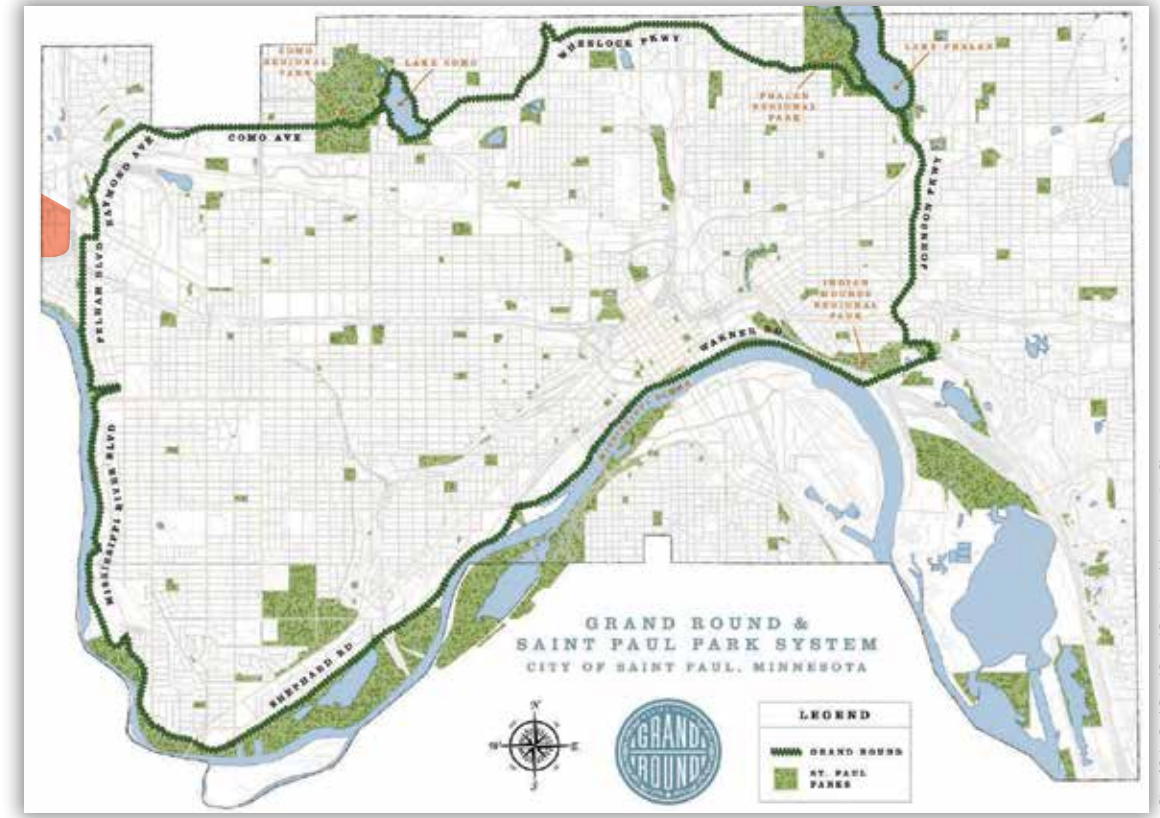 COMO
REGIONAL
PARK
LAKE COMO
WHEELOCK PKWY
LAKE PHALEN
PHALEN
REGIONAL
PARK
COMO AVE
RAYMOND AVE
JOHNSON PKWY
PELHAM BLVD
INDIAN
MOUNDS
REGIONAL
PARK
WARNER RD
MISSISSIPPI RIVER BLVD
SHEPHARD RD
GRAND ROUND &
SAINT PAUL PARK SYSTEM
CITY OF SAINT PAUL, MINNESOTA
N
W
E
S
GRAND
ROUND
LEGEND
GRAND ROUND
ST. PAUL
PARKS